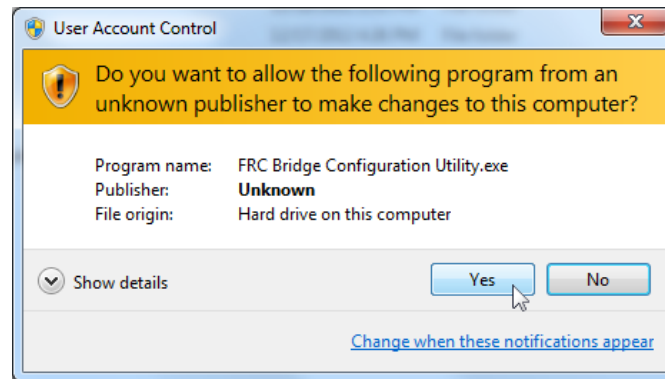 User Account Control
Do you want to allow the following program from an
unknown publisher to make changes to this computer?
Program name: FRC Bridge Configuration Utility.exe
Publisher: Unknown
File origin: Hard drive on this computer
Show details
Yes No
Change when these notifications appear